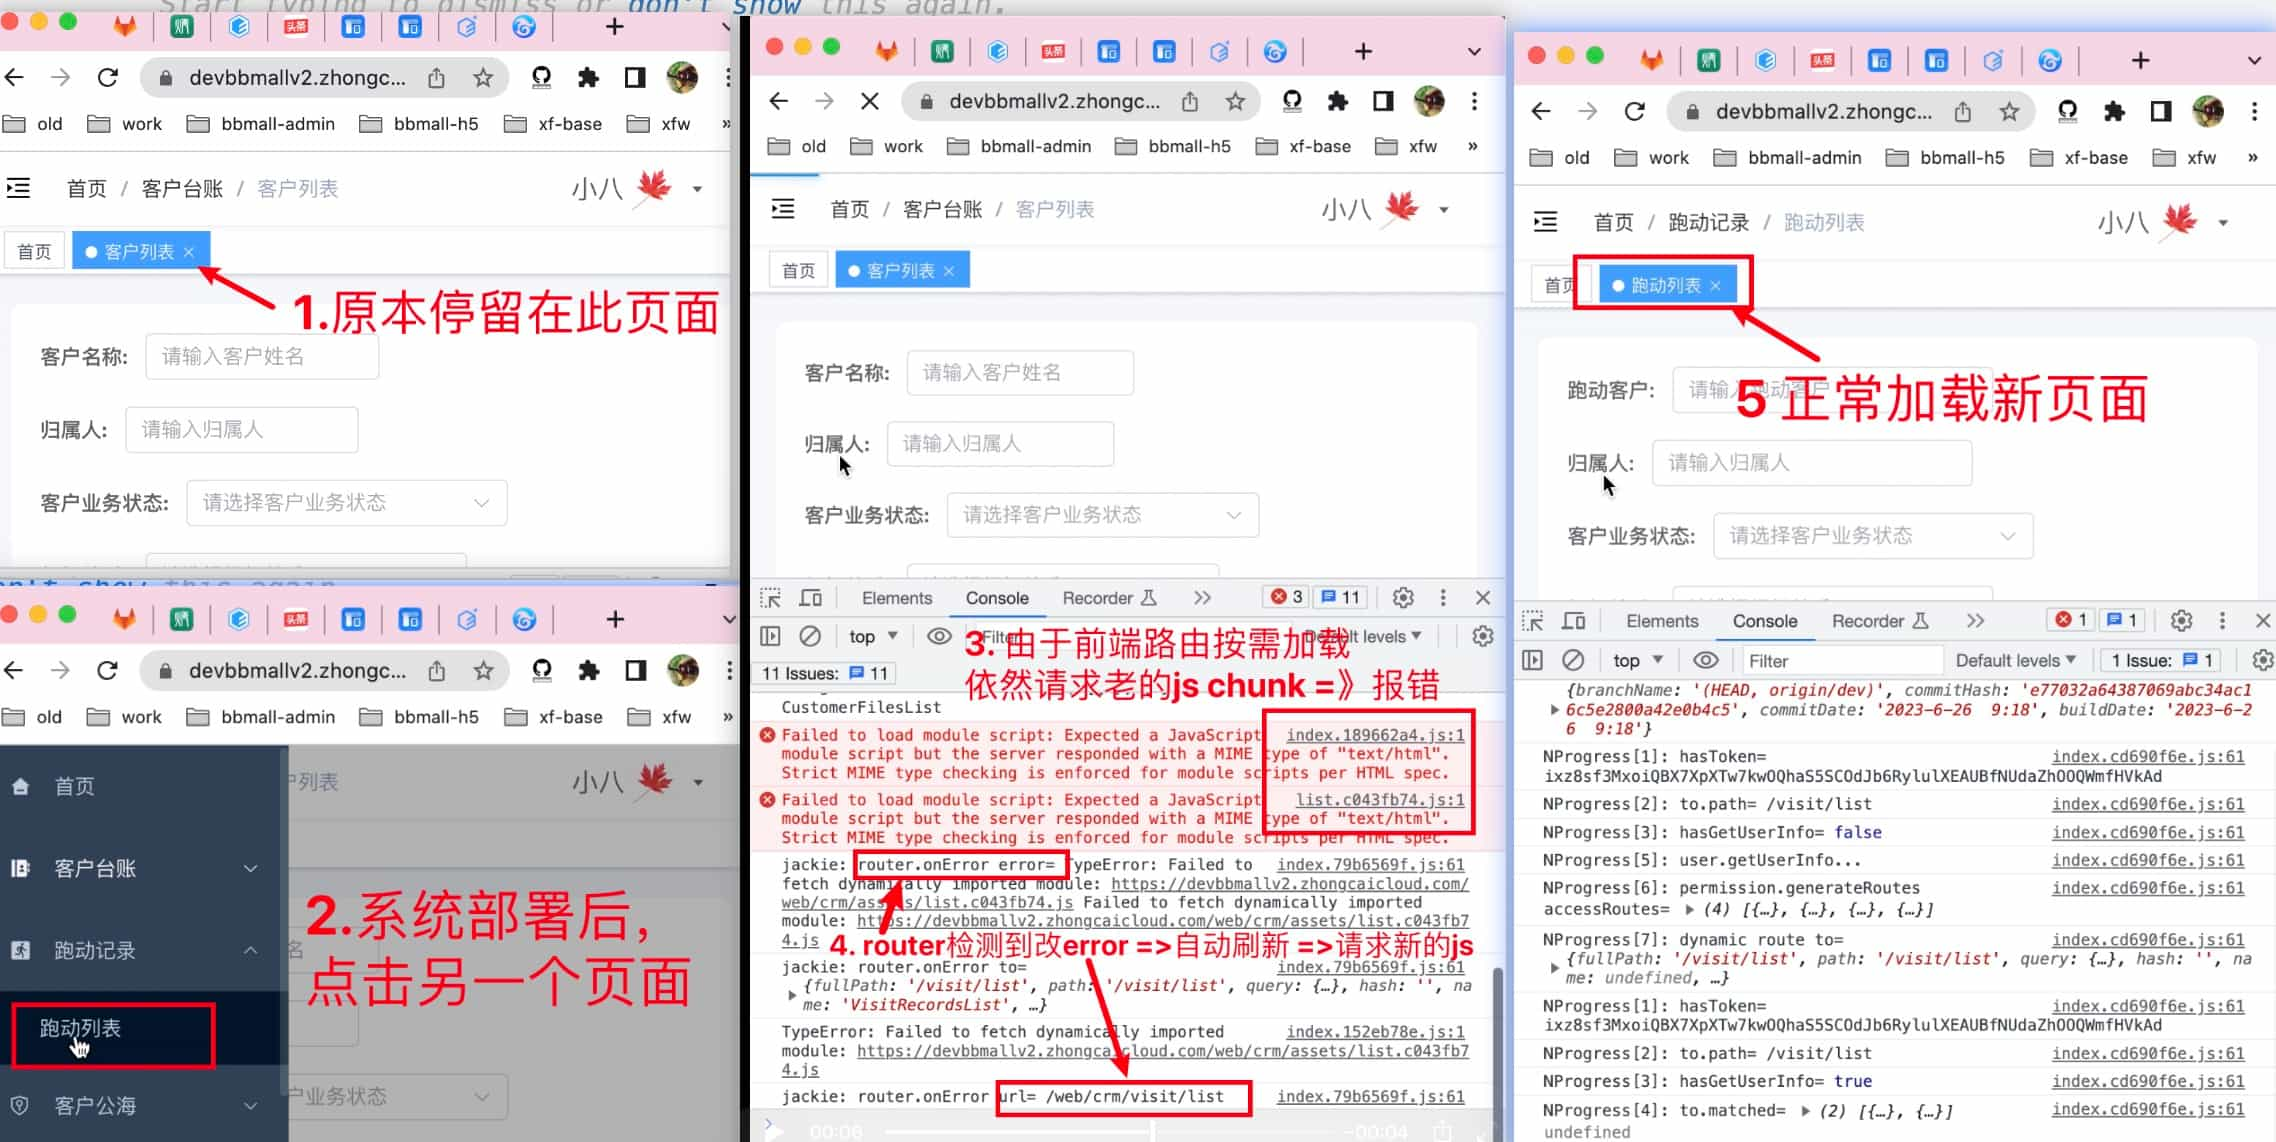 Start typing to dismiss or don't show this again.
devbbmallv2.zhongc...
old work bbmall-admin bbmall-h5 xf-base xfw »
首页 / 客户台账 / 客户列表 小八
首页 客户列表 ×
1.原本停留在此页面
客户名称: 请输入客户姓名
归属人: 请输入归属人
客户业务状态: 请选择客户业务状态
devbbmallv2.zhongc...
old work bbmall-admin bbmall-h5 xf-base xfw »
首页
户列表 小八
客户台账
2.系统部署后,
点击另一个页面
跑动记录
名
跑动列表
客户公海
户业务状态
头条
devbbmallv2.zhongc...
old work bbmall-admin bbmall-h5 xf-base xfw »
首页 / 客户台账 / 客户列表 小八
首页 客户列表 ×
客户名称: 请输入客户姓名
归属人: 请输入归属人
客户业务状态: 请选择客户业务状态
Elements Console Recorder 3 11
top Filter Default levels
11 Issues: 11
3. 由于前端路由按需加载
依然请求老的js chunk =》报错
CustomerFilesList
Failed to load module script: Expected a JavaScript index.189662a4.js:1
module script but the server responded with a MIME type of "text/html".
Strict MIME type checking is enforced for module scripts per HTML spec.
Failed to load module script: Expected a JavaScript list.c043fb74.js:1
module script but the server responded with a MIME type of "text/html".
Strict MIME type checking is enforced for module scripts per HTML spec.
jackie: router.onError error= TypeError: Failed to index.79b6569f.js:61
fetch dynamically imported module: https://devbbmallv2.zhongcaicloud.com/
web/crm/assets/list.c043fb74.js Failed to fetch dynamically imported
module: https://devbbmallv2.zhongcaicloud.com/web/crm/assets/list.c043fb7
4.js
4. router检测到改error =>自动刷新 =>请求新的js
jackie: router.onError to= index.79b6569f.js:61
{fullPath: '/visit/list', path: '/visit/list', query: {…}, hash: '', na
me: 'VisitRecordsList', …}
TypeError: Failed to fetch dynamically imported index.152eb78e.js:1
module: https://devbbmallv2.zhongcaicloud.com/web/crm/assets/list.c043fb7
4.js
jackie: router.onError url= /web/crm/visit/list index.79b6569f.js:61
00:06 -00:04
头条
devbbmallv2.zhongc...
old work bbmall-admin bbmall-h5 xf-base xfw »
首页 / 跑动记录 / 跑动列表 小八
首页 跑动列表 ×
5 正常加载新页面
跑动客户: 请输入跑动客户
归属人: 请输入归属人
客户业务状态: 请选择客户业务状态
Elements Console Recorder 1 1
top Filter Default levels 1 Issue: 1
{branchName: '(HEAD, origin/dev)', commitHash: 'e77032a64387069abc34ac1
6c5e2800a42e0b4c5', commitDate: '2023-6-26 9:18', buildDate: '2023-6-2
6 9:18'}
NProgress[1]: hasToken= index.cd690f6e.js:61
ixz8sf3MxoiQBX7XpXTw7kwOQhaS5SCOdJb6RylulXEAUBfNUdaZhOOQWmfHVkAd
NProgress[2]: to.path= /visit/list index.cd690f6e.js:61
NProgress[3]: hasGetUserInfo= false index.cd690f6e.js:61
NProgress[5]: user.getUserInfo... index.cd690f6e.js:61
NProgress[6]: permission.generateRoutes index.cd690f6e.js:61
accessRoutes= (4) [{…}, {…}, {…}, {…}]
NProgress[7]: dynamic route to= index.cd690f6e.js:61
{fullPath: '/visit/list', path: '/visit/list', query: {…}, hash: '', na
me: undefined, …}
NProgress[1]: hasToken= index.cd690f6e.js:61
ixz8sf3MxoiQBX7XpXTw7kwOQhaS5SCOdJb6RylulXEAUBfNUdaZhOOQWmfHVkAd
NProgress[2]: to.path= /visit/list index.cd690f6e.js:61
NProgress[3]: hasGetUserInfo= true index.cd690f6e.js:61
NProgress[4]: to.matched= (2) [{…}, {…}] index.cd690f6e.js:61
undefined